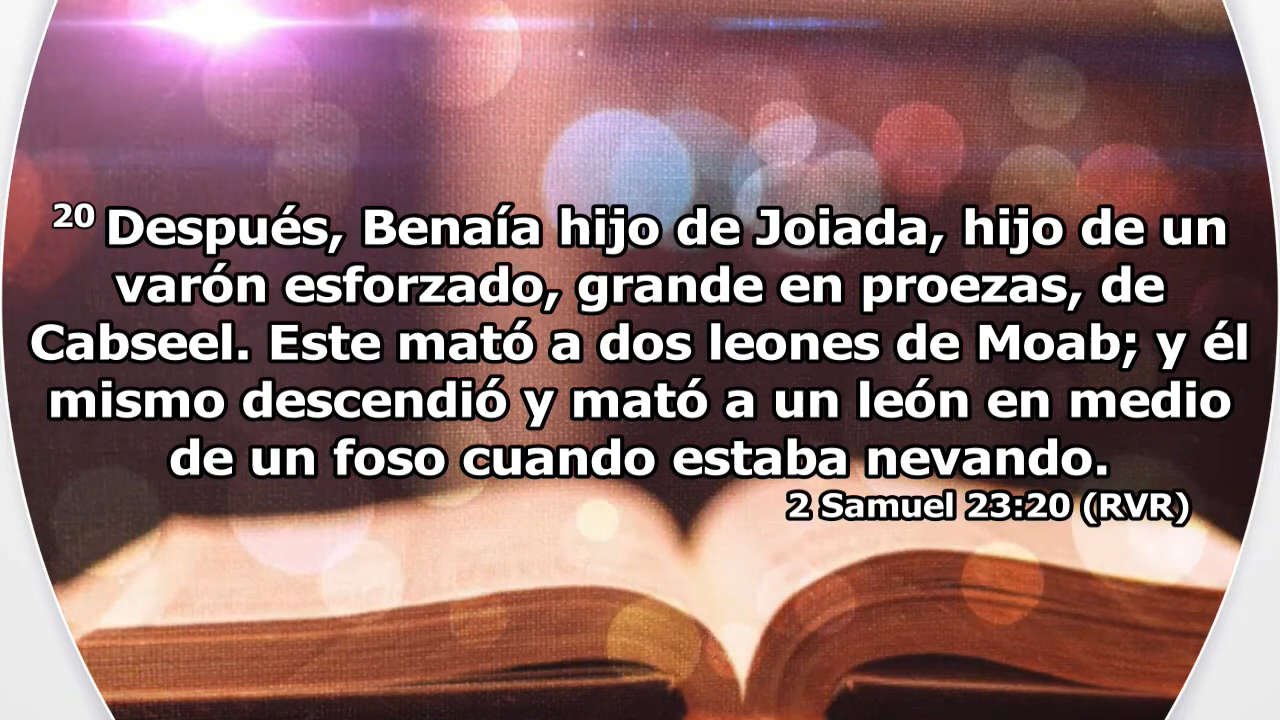 20 Después, Benaía hijo de Joiada, hijo de un
varón esforzado, grande en proezas, de
Cabseel. Este mató a dos leones de Moab; y él
mismo descendió y mató a un león en medio
de un foso cuando estaba nevando.
2 Samuel 23:20 (RVR)